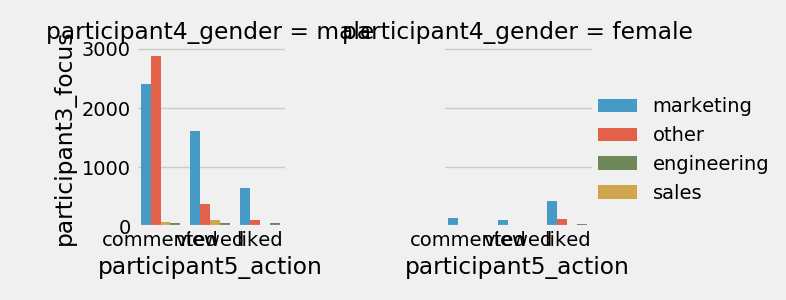 participant4_gender = male
participant4_gender = female
participant3_focus
3000
2000
1000
0
commented viewed liked
commented viewed liked
participant5_action
participant5_action
marketing
other
engineering
sales